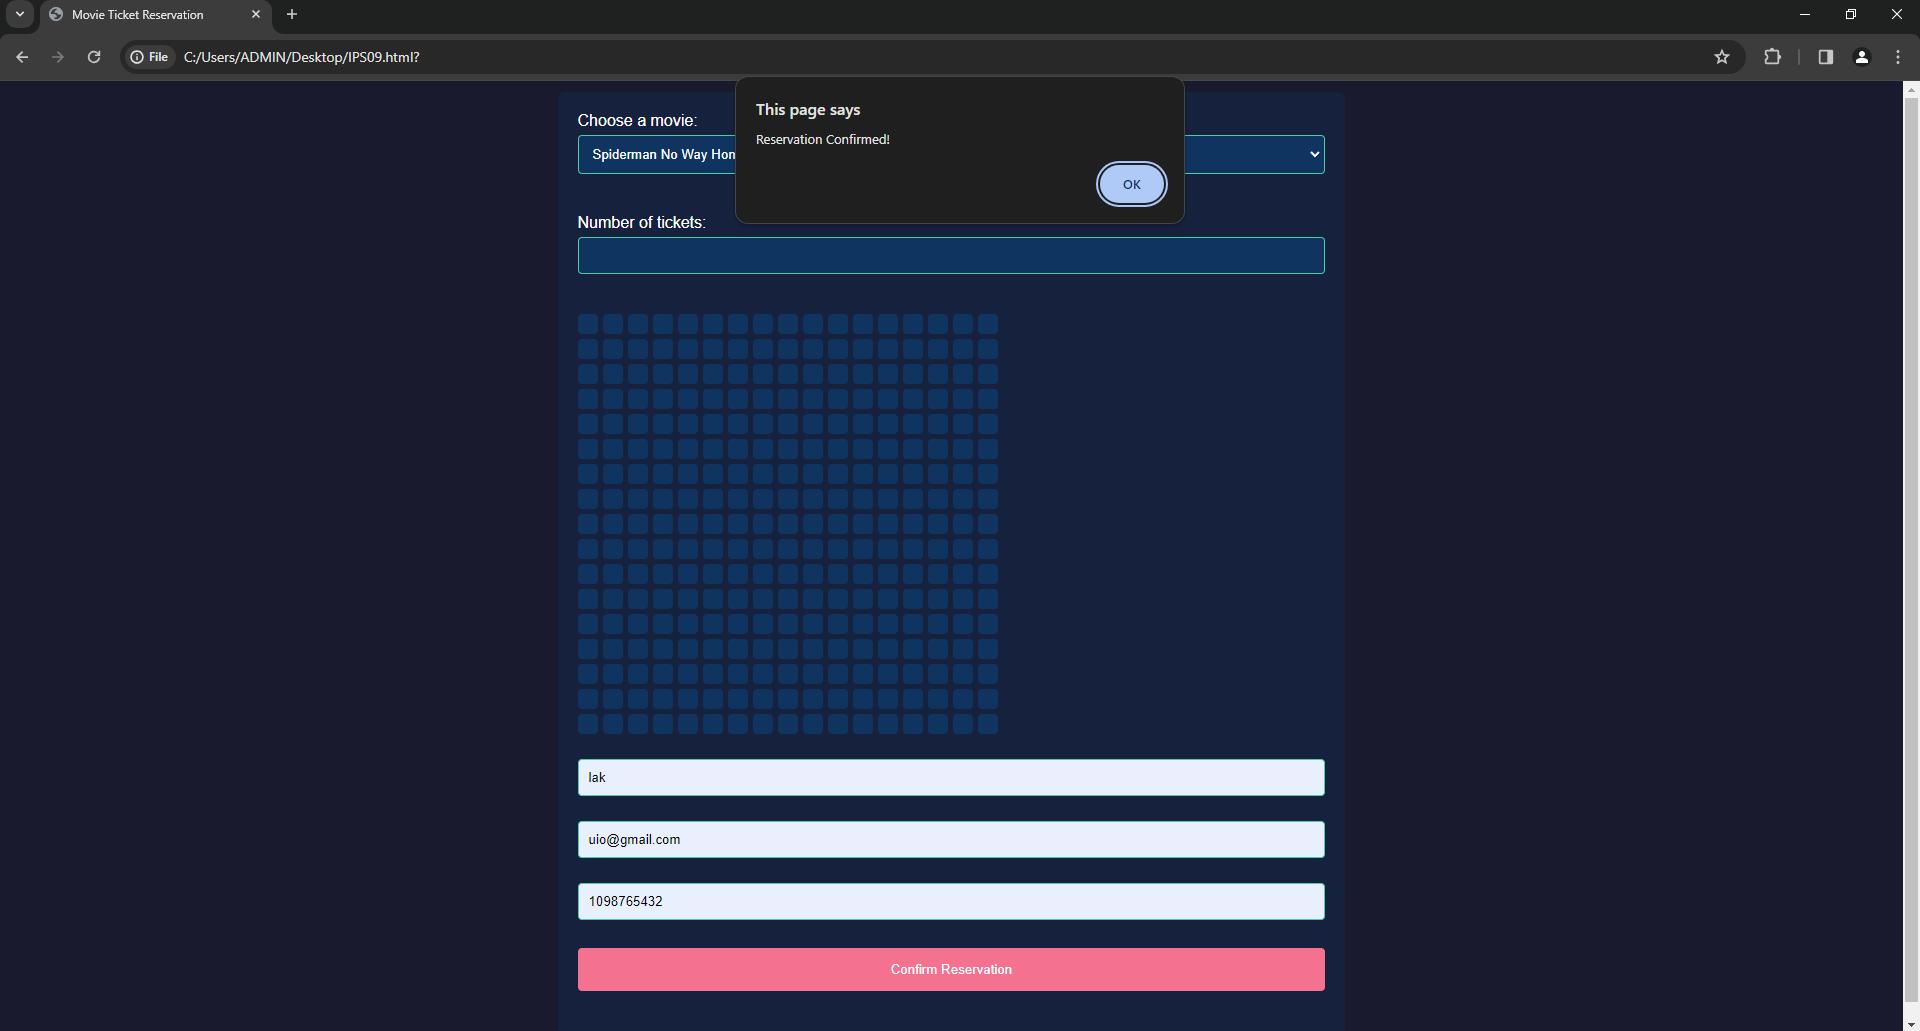 Movie Ticket Reservation
File
C:/Users/ADMIN/Desktop/IPS09.html?
This page says
Reservation Confirmed!
OK
Choose a movie:
Spiderman No Way Hom
Number of tickets:
lak
uio@gmail.com
1098765432
Confirm Reservation